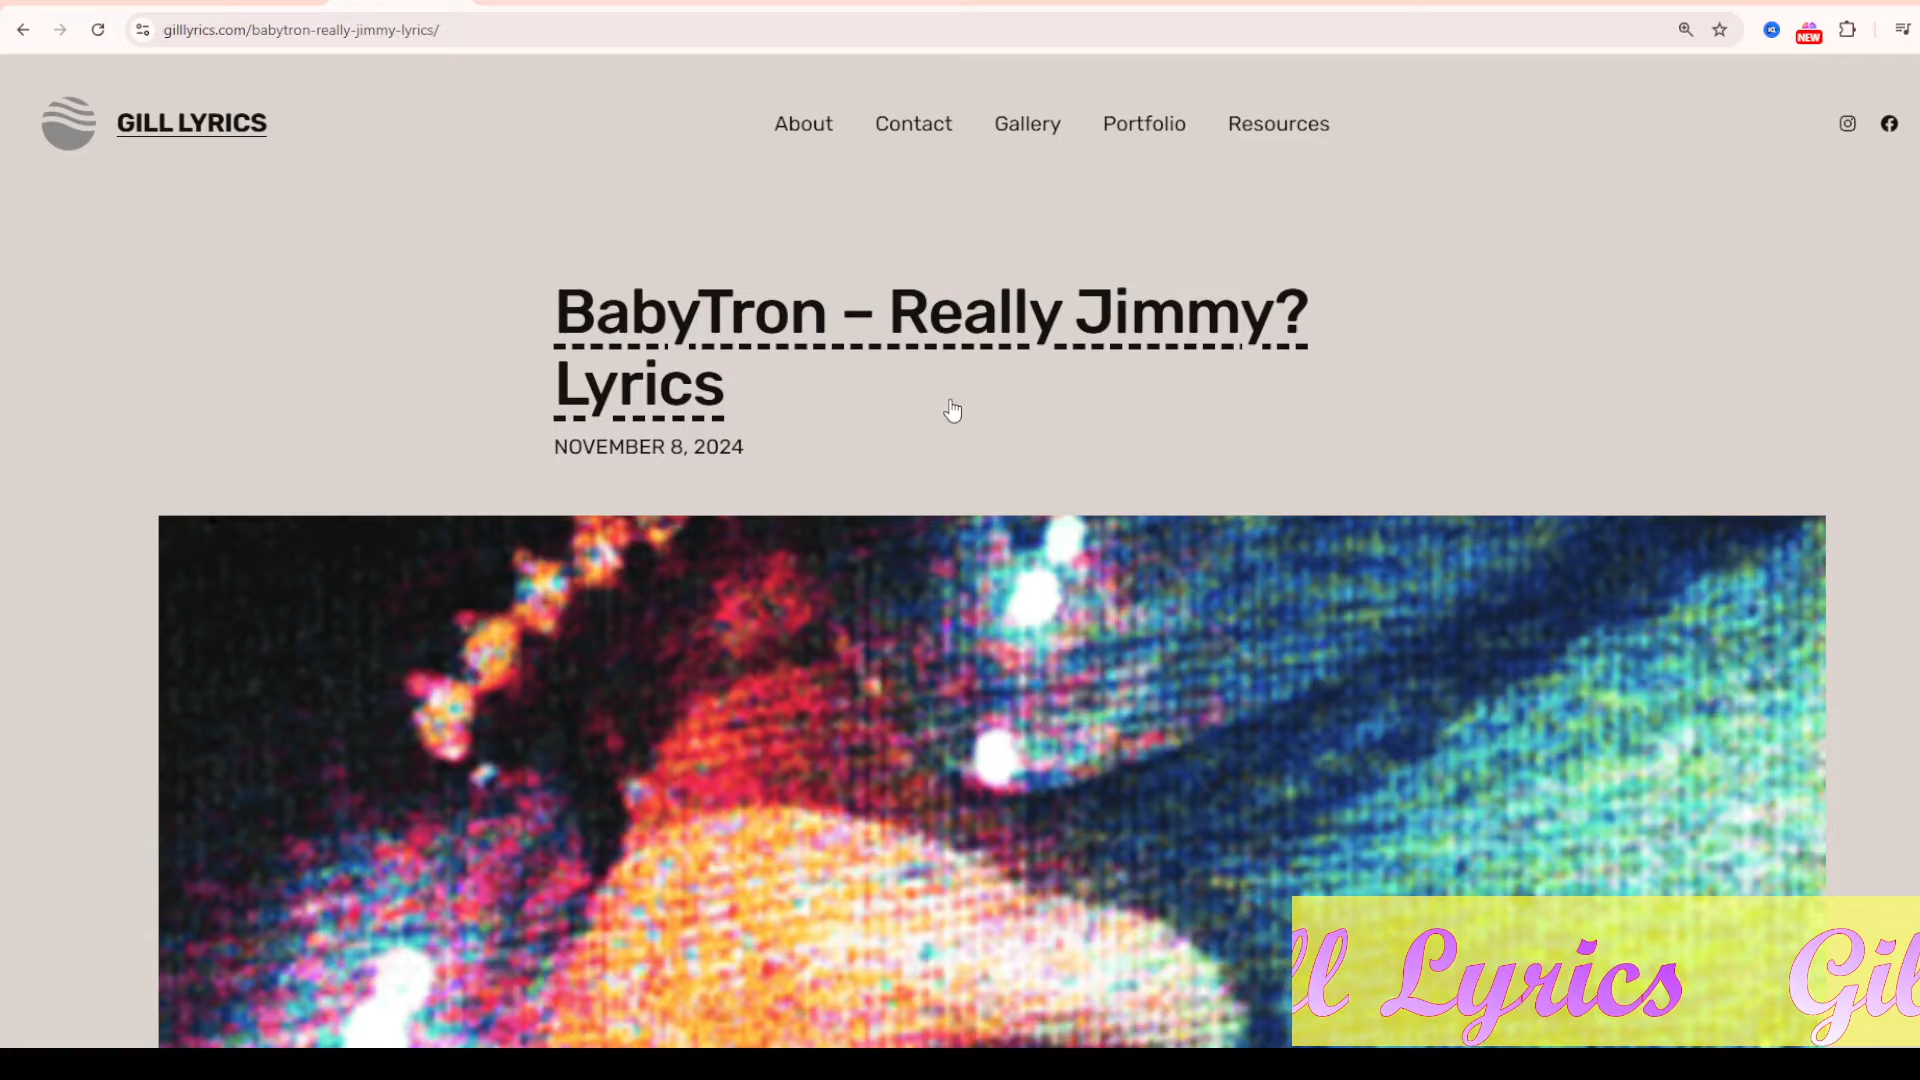 gilllyrics.com/babytron-really-jimmy-lyrics/
NEW
GILL LYRICS
About Contact Gallery Portfolio Resources
BabyTron – Really Jimmy?
Lyrics
NOVEMBER 8, 2024
ll Lyrics Gil